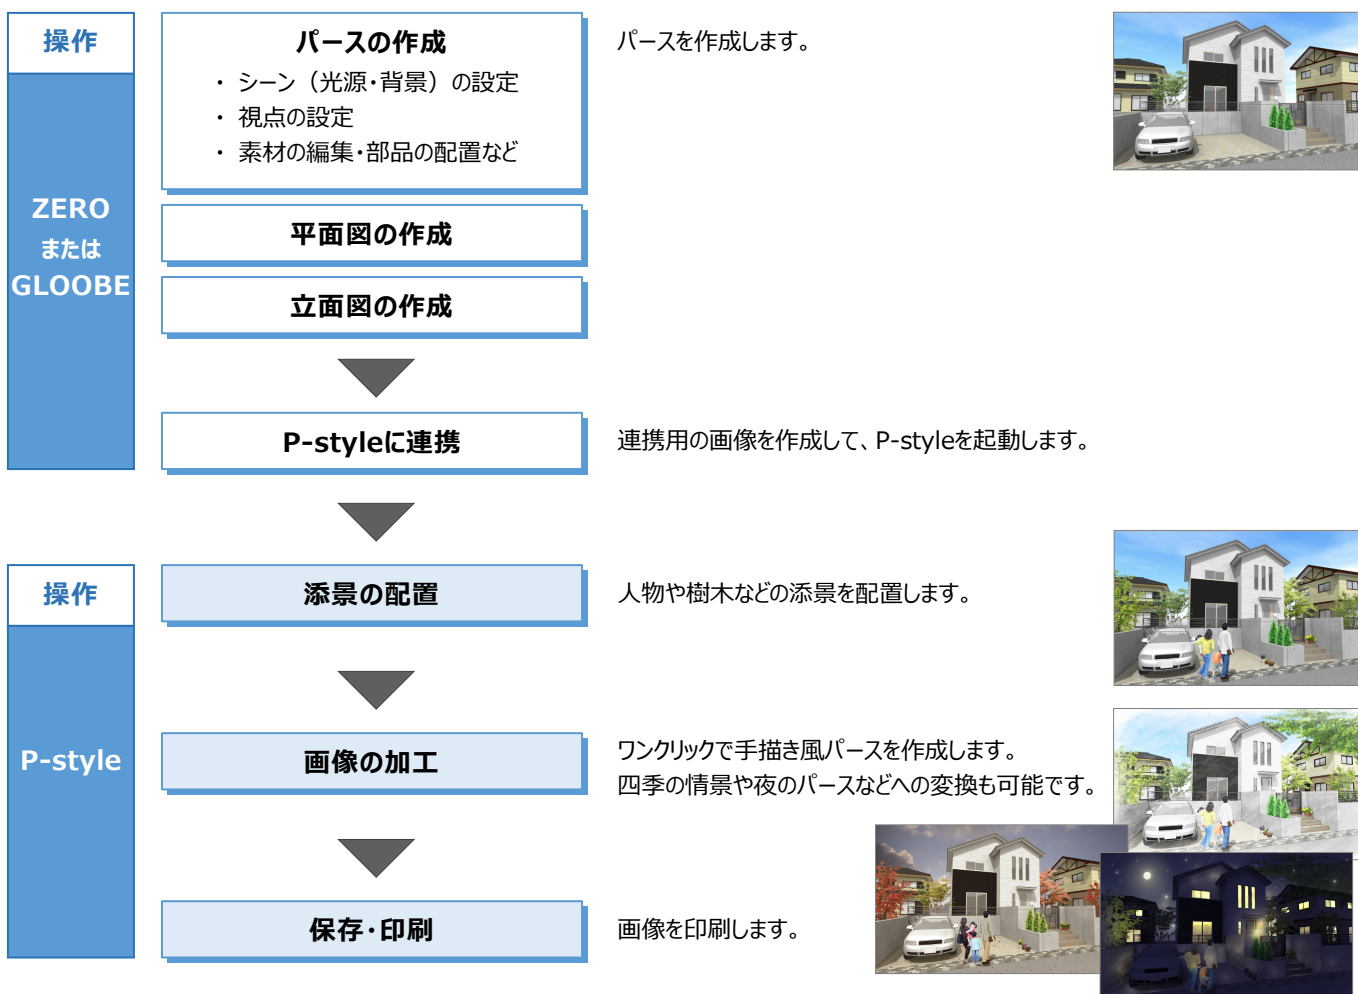 操作
パースの作成
パースを作成します。
・ シーン（光源・背景）の設定
・ 視点の設定
・ 素材の編集・部品の配置など
ZERO
または
GLOOBE
平面図の作成
立面図の作成
P-styleに連携
連携用の画像を作成して、P-styleを起動します。
操作
添景の配置
人物や樹木などの添景を配置します。
P-style
画像の加工
ワンクリックで手描き風パースを作成します。
四季の情景や夜のパースなどへの変換も可能です。
保存・印刷
画像を印刷します。